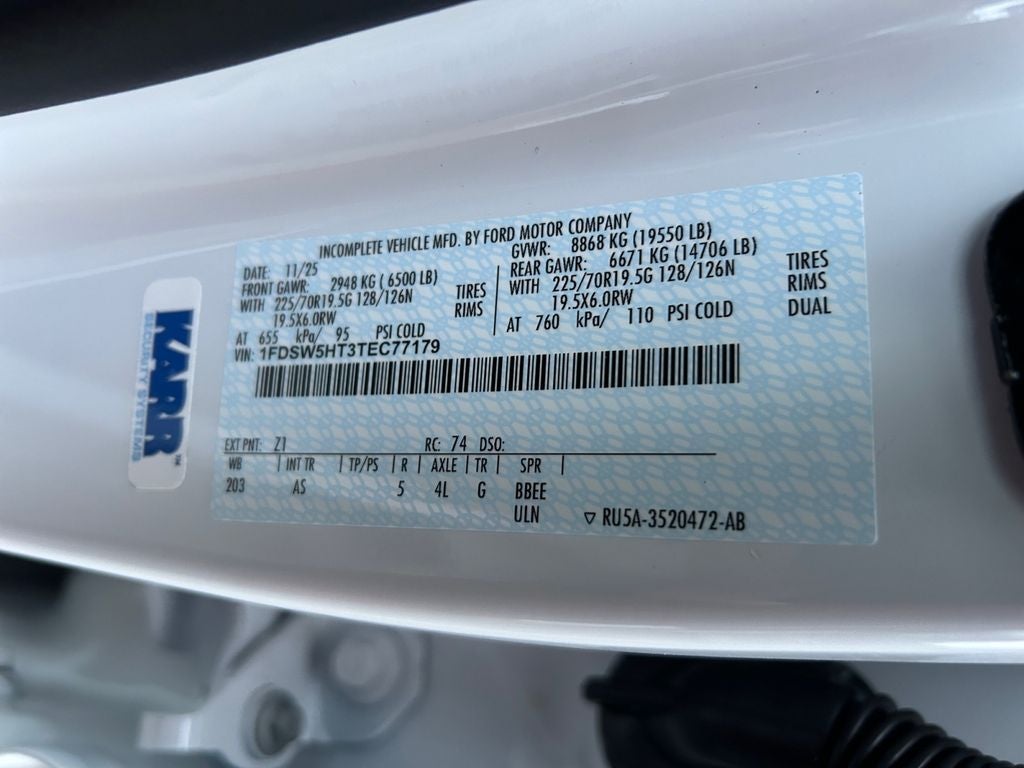 INCOMPLETE VEHICLE MFD. BY FORD MOTOR COMPANY
DATE: 11/25
GVWR: 8868 KG (19550 LB)
FRONT GAWR: 2948 KG (6500 LB)
REAR GAWR: 6671 KG (14706 LB)
WITH 225/70R19.5G 128/126N TIRES
WITH 225/70R19.5G 128/126N TIRES
19.5X6.0RW RIMS
19.5X6.0RW RIMS
AT 655 kPa/ 95 PSI COLD
AT 760 kPa/ 110 PSI COLD DUAL
VIN: 1FDSW5HT3TEC77179
EXT PNT: Z1 RC: 74 DSO:
WB | INT TR | TP/PS | R | AXLE | TR | SPR |
203 AS 5 4L G BBEE
ULN ▽ RU5A-3520472-AB
KARR™
SECURITY SYSTEMS